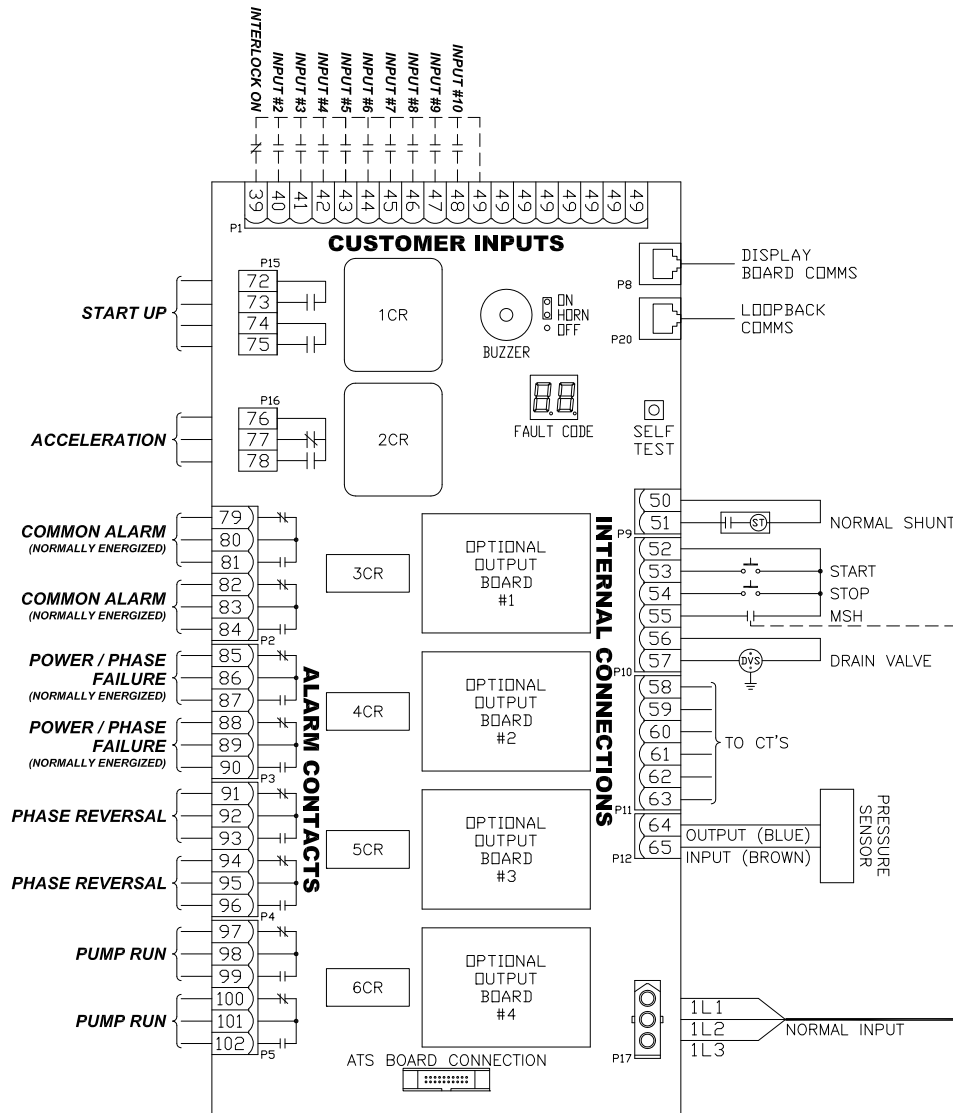 INTERLOCK ON
INPUT #2
INPUT #3
INPUT #4
INPUT #5
INPUT #6
INPUT #7
INPUT #8
INPUT #9
INPUT #10
39 40 41 42 43 44 45 46 47 48 49 49 49 49 49 49 49 49
P1
CUSTOMER INPUTS
START UP
P15
72
73
74
75
1CR
BUZZER
ON
HORN
OFF
P8
DISPLAY
BOARD COMMS
P20
LOOPBACK
COMMS
ACCELERATION
P16
76
77
78
2CR
FAULT CODE
SELF
TEST
COMMON ALARM
(NORMALLY ENERGIZED)
79
80
81
COMMON ALARM
(NORMALLY ENERGIZED)
82
83
84
P2
POWER / PHASE
FAILURE
(NORMALLY ENERGIZED)
85
86
87
POWER / PHASE
FAILURE
(NORMALLY ENERGIZED)
88
89
90
P3
PHASE REVERSAL
91
92
93
PHASE REVERSAL
94
95
96
P4
PUMP RUN
97
98
99
PUMP RUN
100
101
102
P5
ALARM CONTACTS
3CR
4CR
5CR
6CR
OPTIONAL
OUTPUT
BOARD
#1
OPTIONAL
OUTPUT
BOARD
#2
OPTIONAL
OUTPUT
BOARD
#3
OPTIONAL
OUTPUT
BOARD
#4
ATS BOARD CONNECTION
INTERNAL CONNECTIONS
50
51
P9
ST
NORMAL SHUNT
52
53
54
55
56
57
P10
START
STOP
MSH
DVS
DRAIN VALVE
58
59
60
61
62
63
P11
TO CT'S
64
65
P12
OUTPUT (BLUE)
INPUT (BROWN)
PRESSURE
SENSOR
P17
1L1
1L2
1L3
NORMAL INPUT